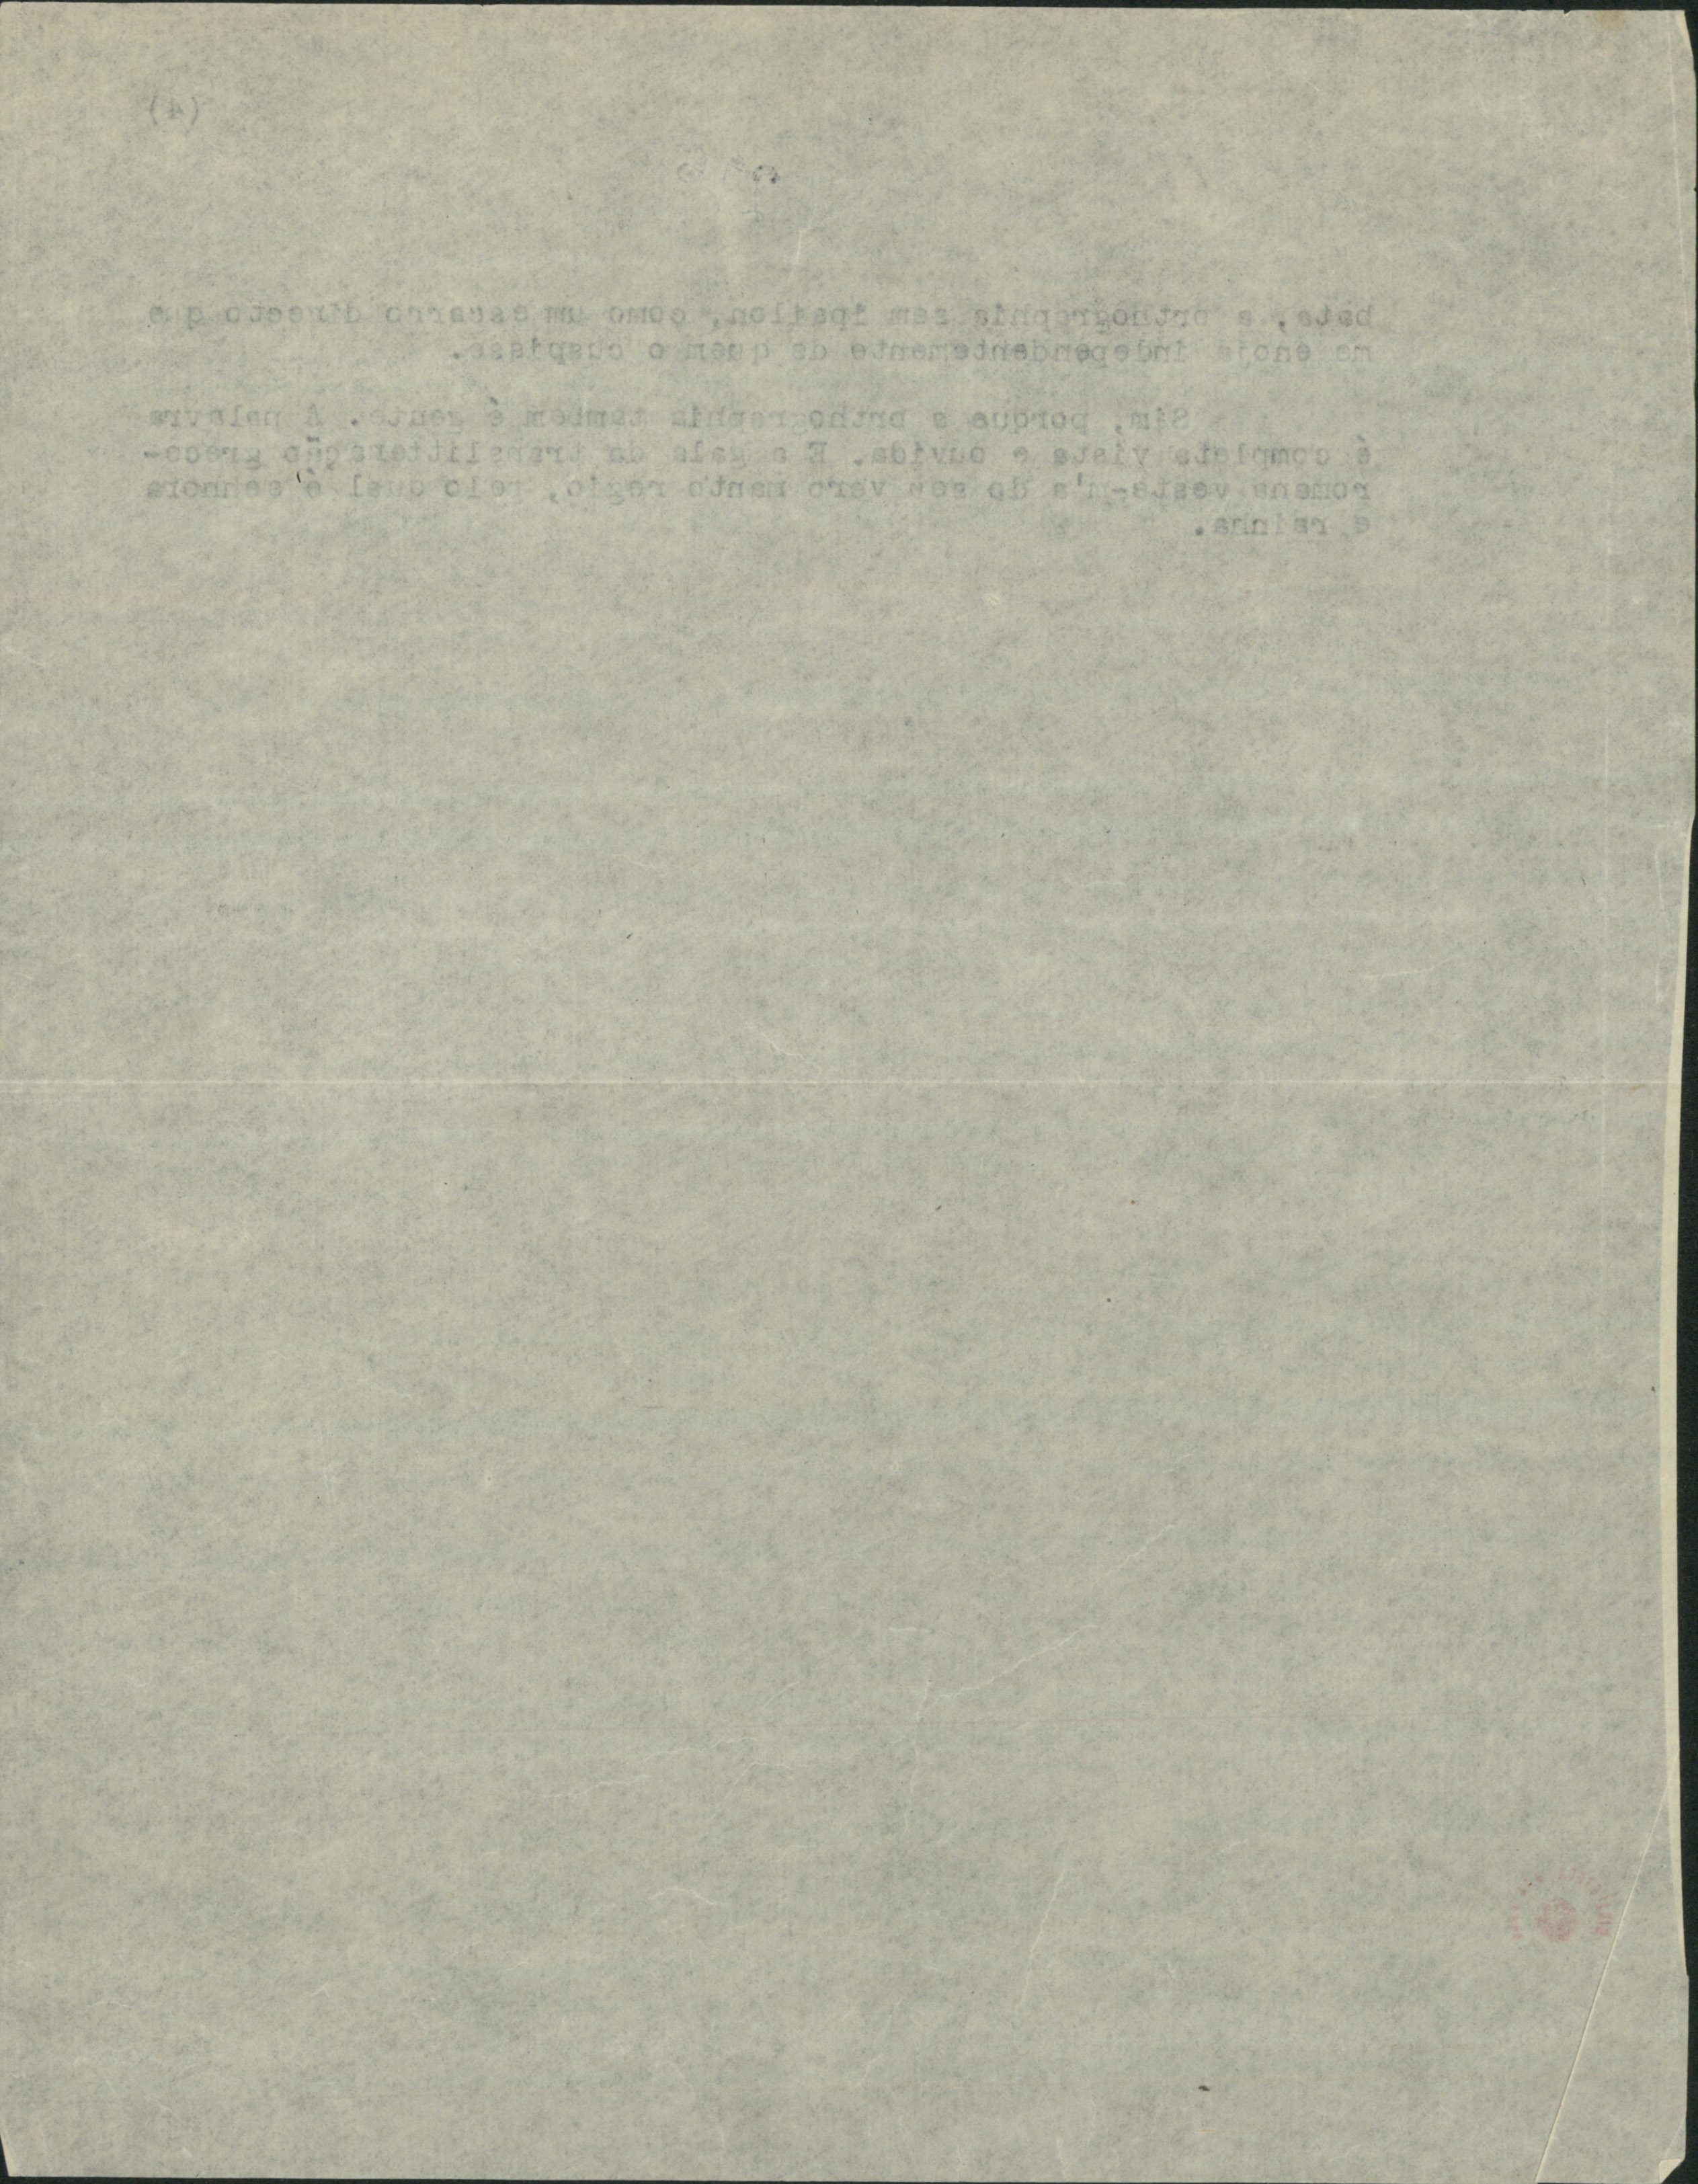 (4)
bata, a orthographia sem ipsilon, como um escarro directo que
me enoja independentemente de quem o cuspisse.
Sim, porque a orthographia tambem é gente. A palavra
é completa vista e ouvida. E a gala da translitteração greco-
romana veste-m'a do seu vero manto regio, pelo qual é senhora
e rainha.